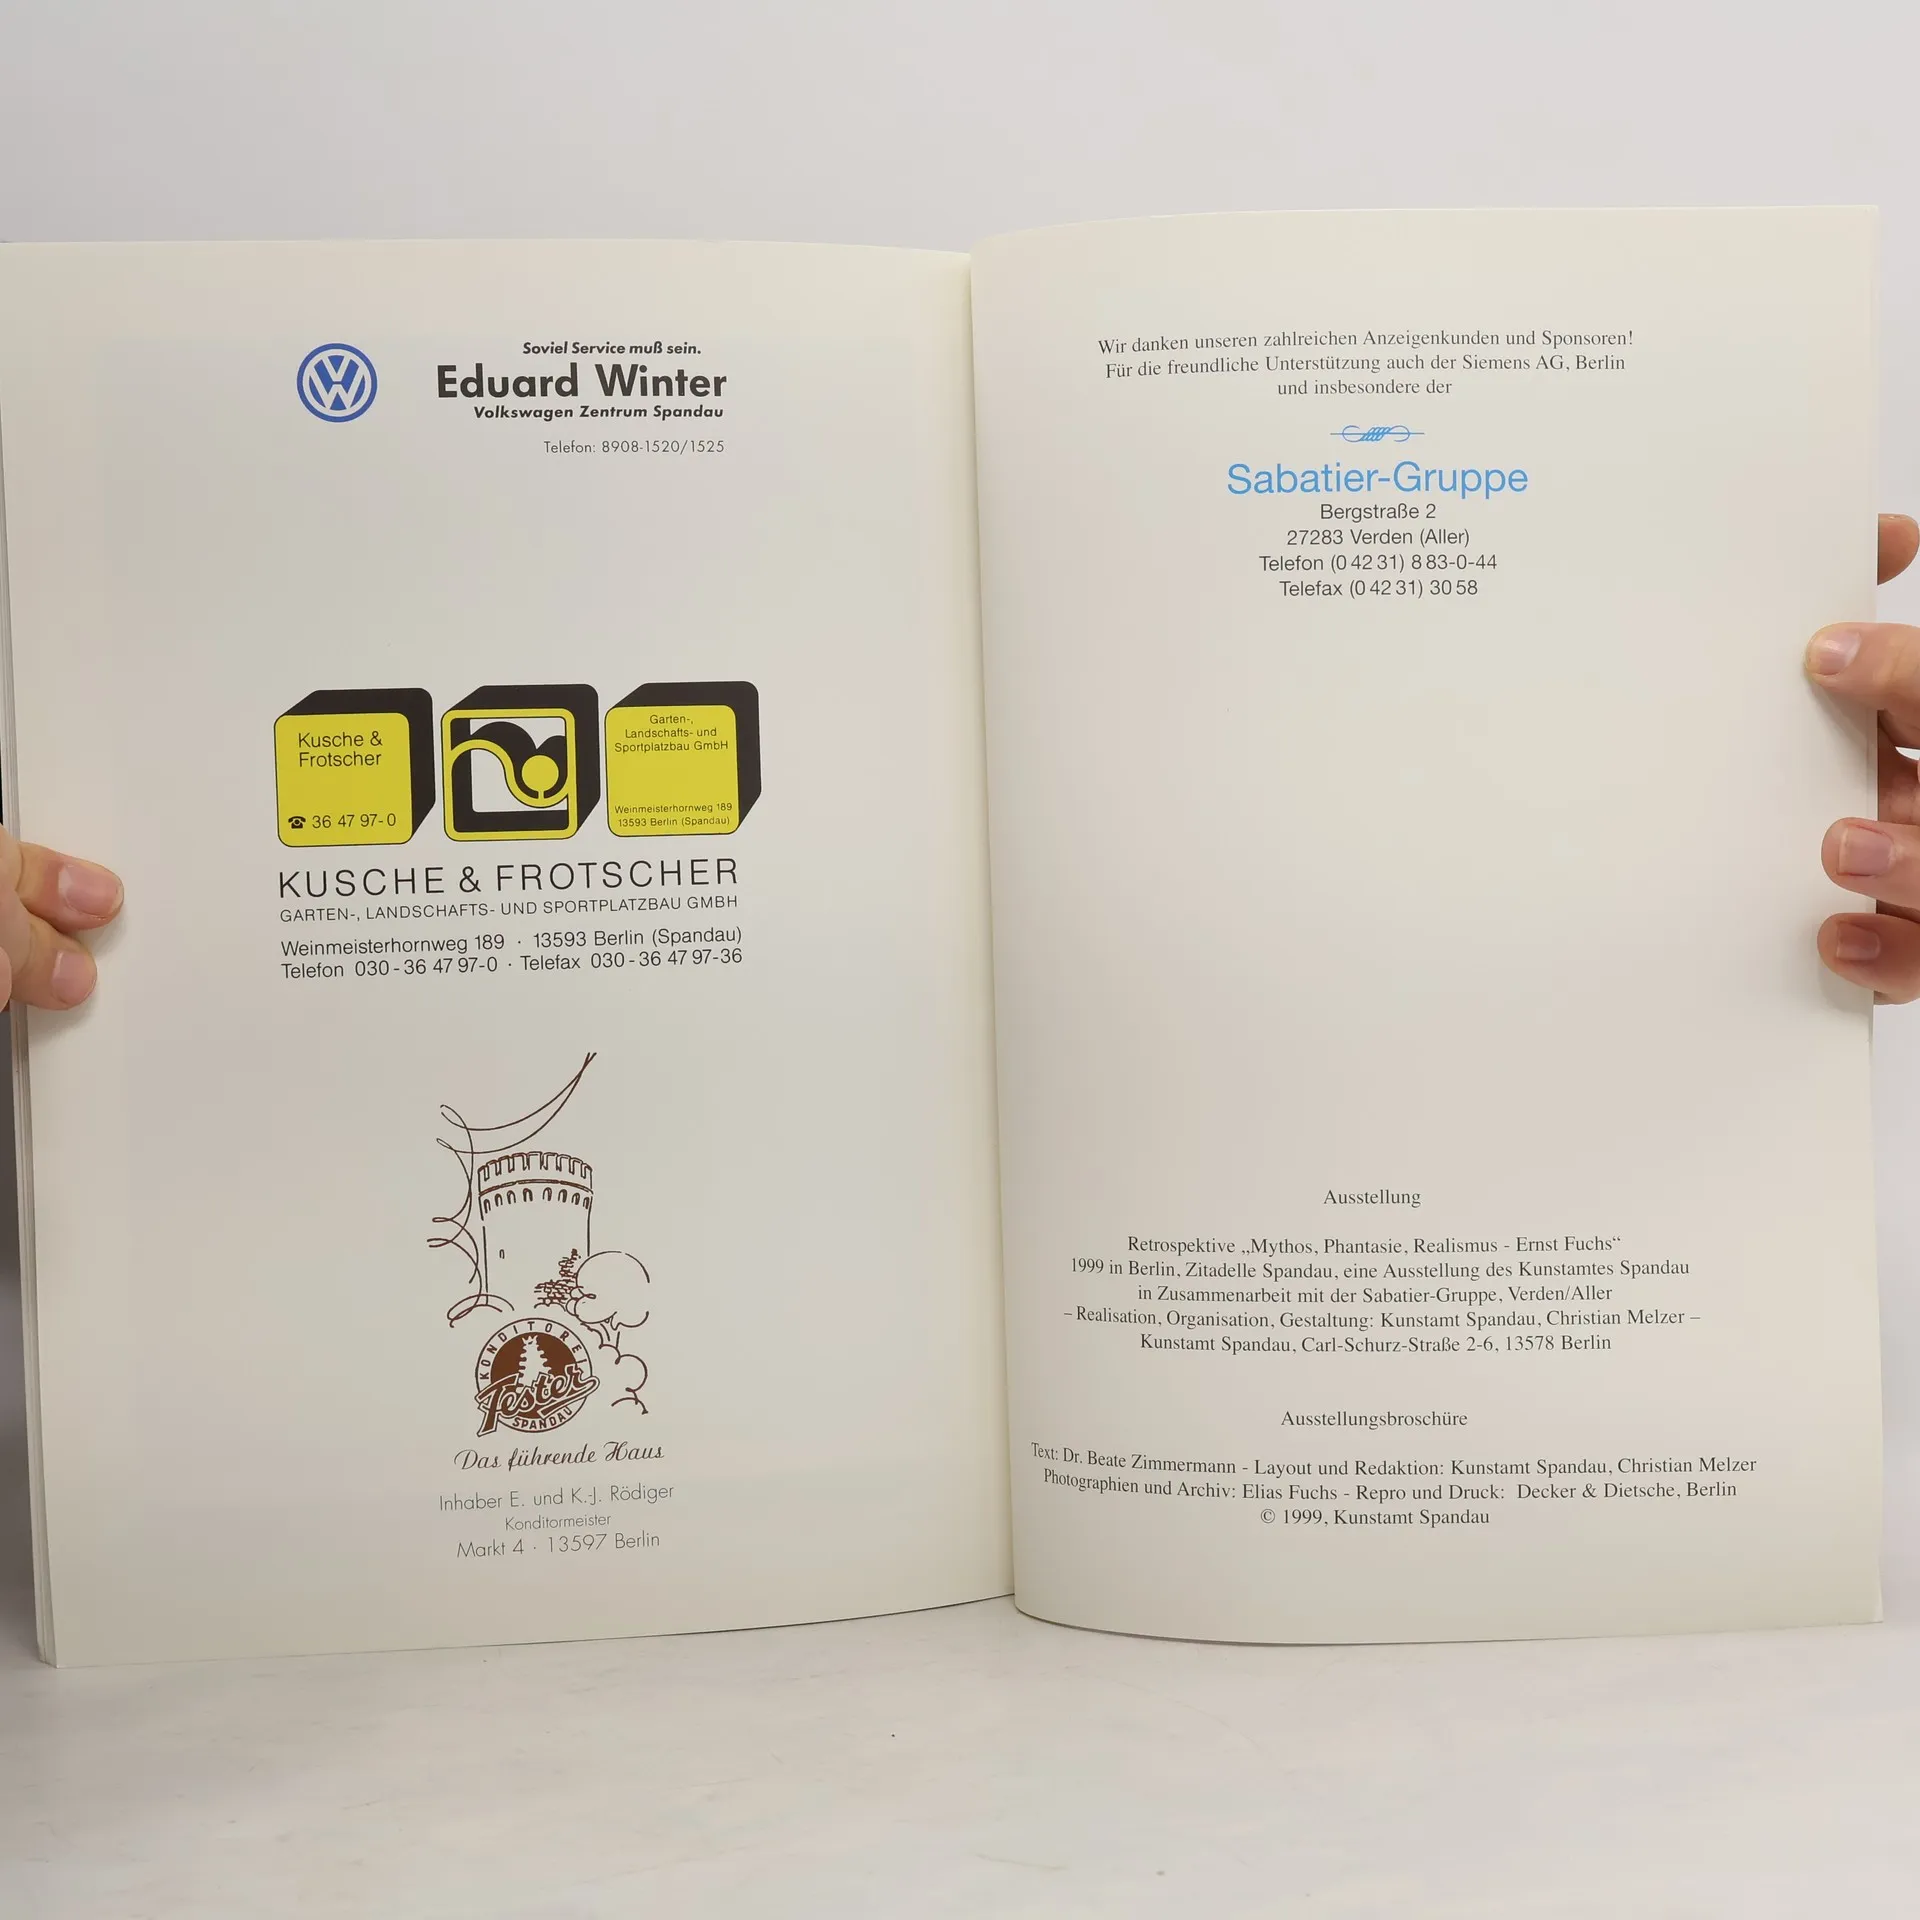 Soviel Service muß sein.
Eduard Winter
Volkswagen Zentrum Spandau
Telefon: 8908-1520/1525
Kusche &
Frotscher
☎ 36 47 97-0
Garten-,
Landschafts- und
Sportplatzbau GmbH
Weinmeisterhornweg 189
13593 Berlin (Spandau)
KUSCHE & FROTSCHER
GARTEN-, LANDSCHAFTS- UND SPORTPLATZBAU GMBH
Weinmeisterhornweg 189 · 13593 Berlin (Spandau)
Telefon 030-36 47 97-0 · Telefax 030-36 47 97-36
KONDITOREI
Fester
SPANDAU
Das führende Haus
Inhaber E. und K.-J. Rödiger
Konditormeister
Markt 4 · 13597 Berlin
Wir danken unseren zahlreichen Anzeigenkunden und Sponsoren!
Für die freundliche Unterstützung auch der Siemens AG, Berlin
und insbesondere der
Sabatier-Gruppe
Bergstraße 2
27283 Verden (Aller)
Telefon (0 42 31) 8 83-0-44
Telefax (0 42 31) 30 58
Ausstellung
Retrospektive „Mythos, Phantasie, Realismus - Ernst Fuchs“
1999 in Berlin, Zitadelle Spandau, eine Ausstellung des Kunstamtes Spandau
in Zusammenarbeit mit der Sabatier-Gruppe, Verden/Aller
– Realisation, Organisation, Gestaltung: Kunstamt Spandau, Christian Melzer –
Kunstamt Spandau, Carl-Schurz-Straße 2-6, 13578 Berlin
Ausstellungsbroschüre
Text: Dr. Beate Zimmermann - Layout und Redaktion: Kunstamt Spandau, Christian Melzer
Photographien und Archiv: Elias Fuchs - Repro und Druck: Decker & Dietsche, Berlin
© 1999, Kunstamt Spandau